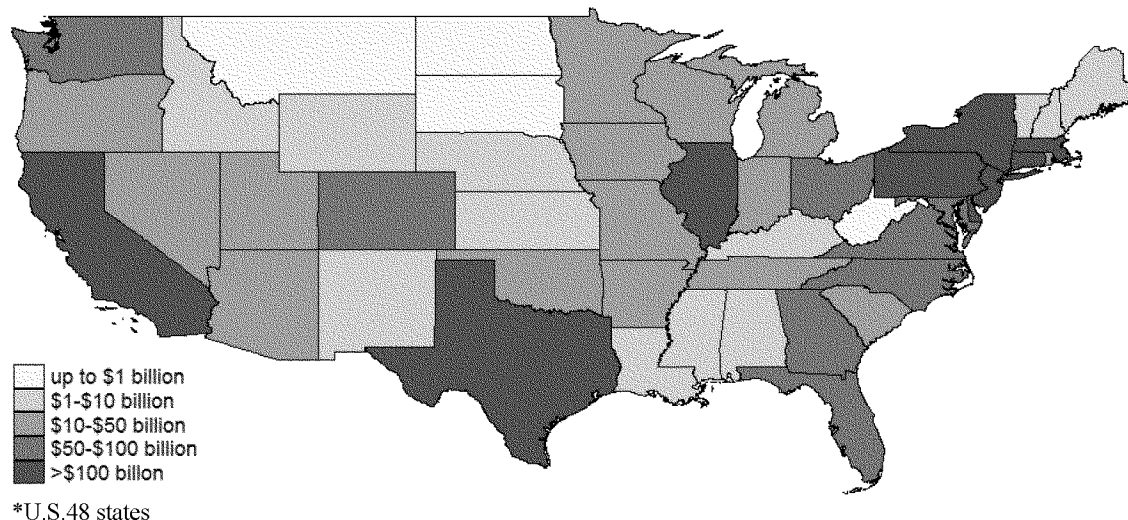 up to $1 billion
$1-$10 billion
$10-$50 billion
$50-$100 billion
>$100 billon
*U.S.48 states